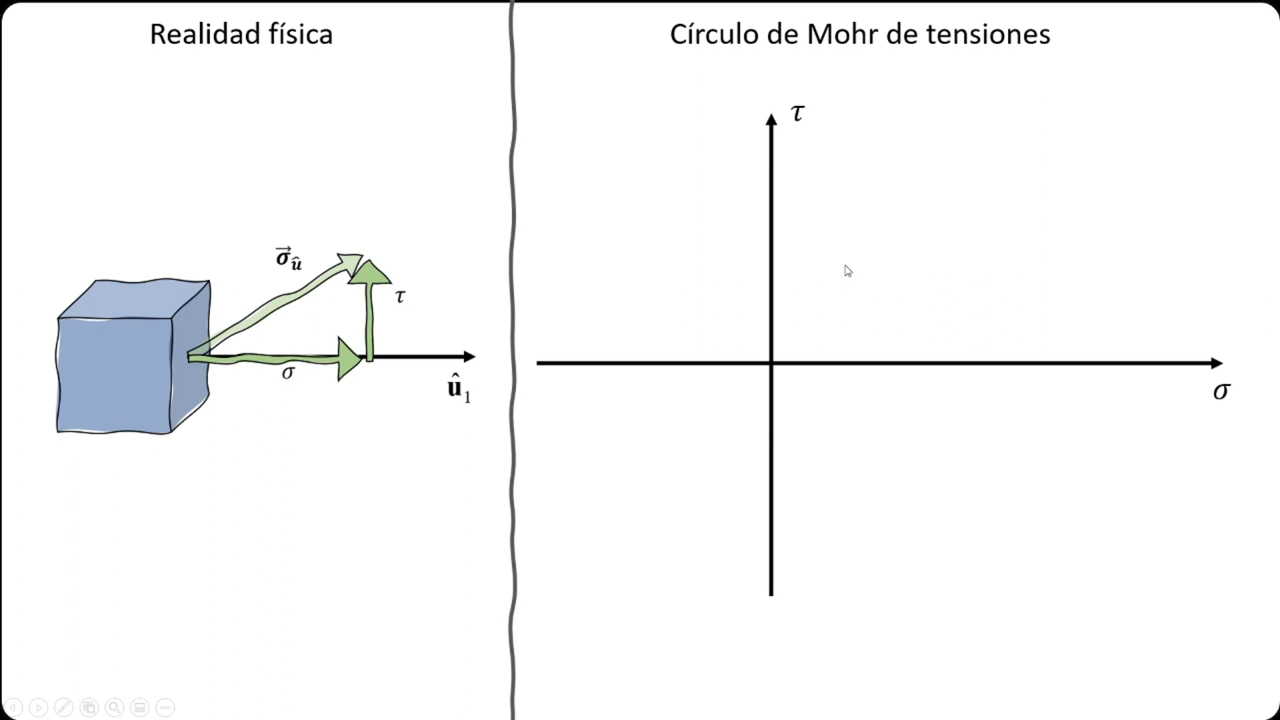 Realidad física
Círculo de Mohr de tensiones
τ
σ⃗û
τ
σ
û₁
σ